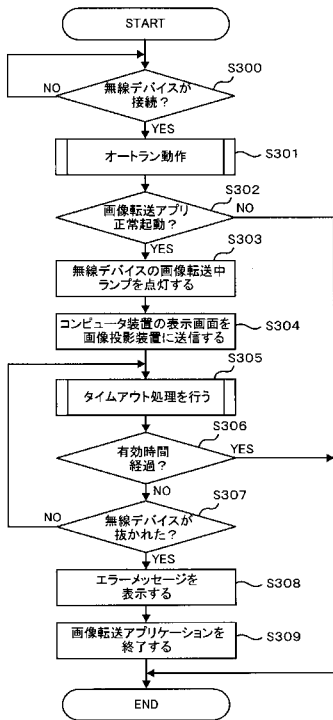 START
S300
無線デバイスが
接続？
NO
YES
オートラン動作
S301
S302
画像転送アプリ
正常起動？
NO
YES
S303
無線デバイスの画像転送中
ランプを点灯する
コンピュータ装置の表示画面を
画像投影装置に送信する
S304
S305
タイムアウト処理を行う
S306
有効時間
経過？
YES
NO
S307
無線デバイスが
抜かれた？
NO
YES
エラーメッセージを
表示する
S308
画像転送アプリケーションを
終了する
S309
END